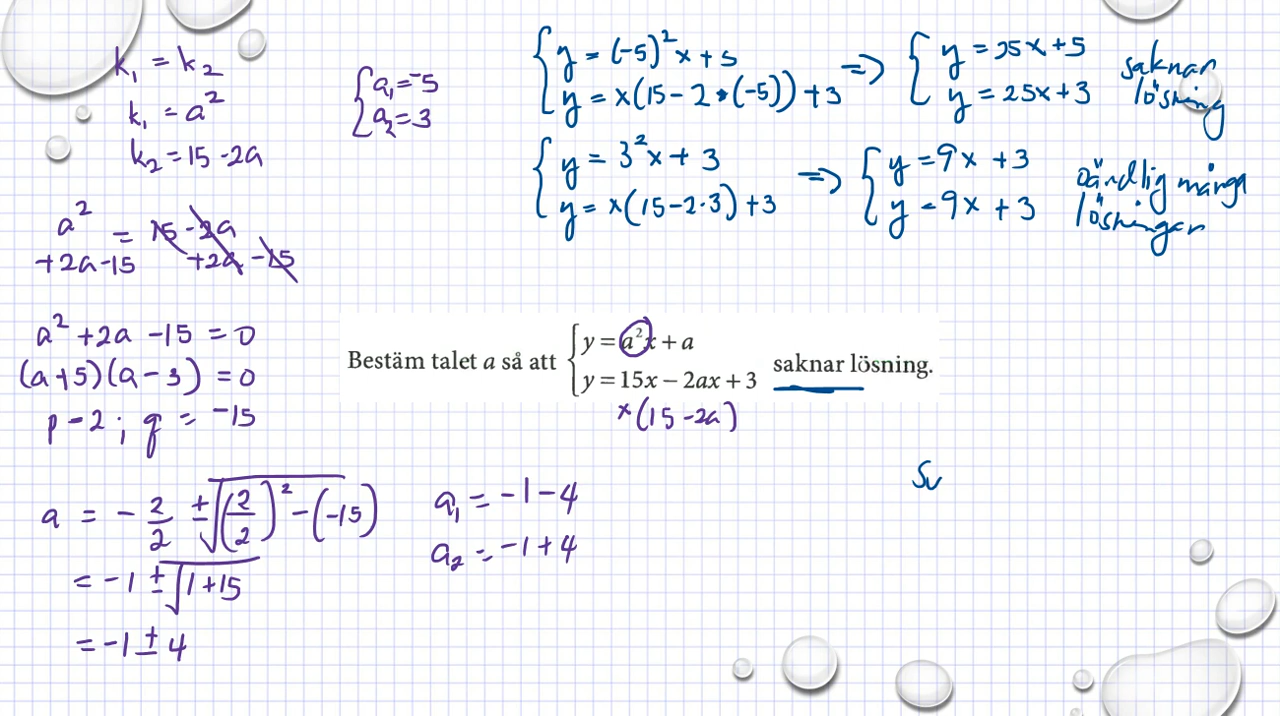 k₁ = k₂
k₁ = a²
k₂ = 15 - 2a
a² = 15 - 2a
+2a - 15 +2a - 15
a² + 2a - 15 = 0
(a + 5)(a - 3) = 0
p - 2 ; q = -15
a = - 2/2 ± √((2/2)² - (-15))
= -1 ± √(1 + 15)
= -1 ± 4
a₁ = -1 - 4
a₂ = -1 + 4
{ a₁ = -5
a₂ = 3
{ y = (-5)²x + 5 => { y = 25x + 5 saknar
y = x(15 - 2 • (-5)) + 3 y = 25x + 3 lösning
{ y = 3²x + 3 => { y = 9x + 3 oändlig många
y = x(15 - 2·3) + 3 y = 9x + 3 lösningar
Bestäm talet a så att { y = a²x + a
y = 15x − 2ax + 3 saknar lösning.
x(15 - 2a)
Sv